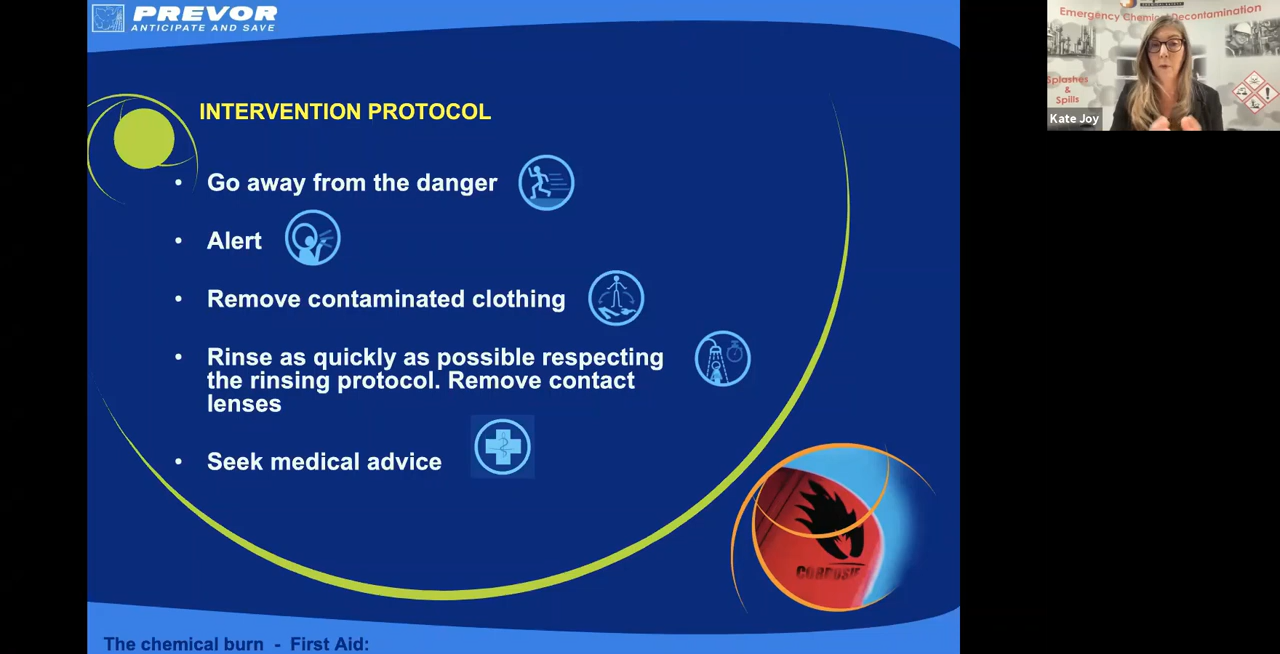 PREVOR
ANTICIPATE AND SAVE
INTERVENTION PROTOCOL
• Go away from the danger
• Alert
• Remove contaminated clothing
• Rinse as quickly as possible respecting
the rinsing protocol. Remove contact
lenses
• Seek medical advice
CORROSIF
The chemical burn - First Aid:
Emergency Chemical Decontamination
Splashes
&
Spills
Kate Joy